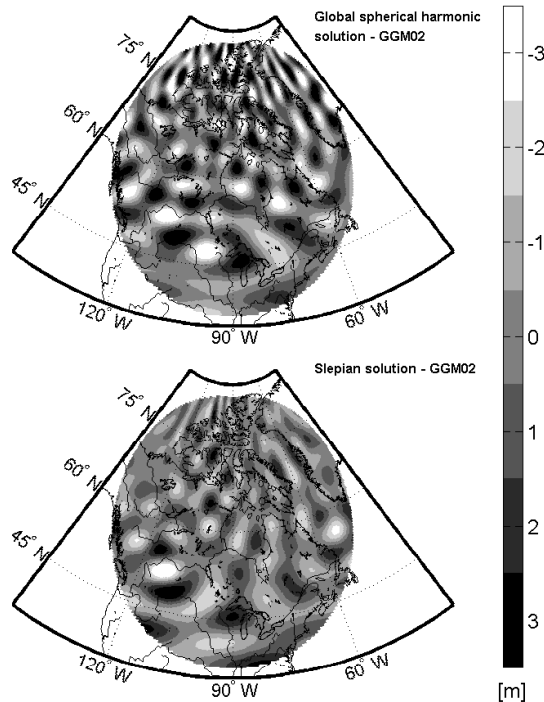 Global spherical harmonic
solution - GGM02
75° N
60° N
45° N
120° W
90° W
60° W
Slepian solution - GGM02
75° N
60° N
45° N
120° W
90° W
60° W
-3
-2
-1
0
1
2
3
[m]